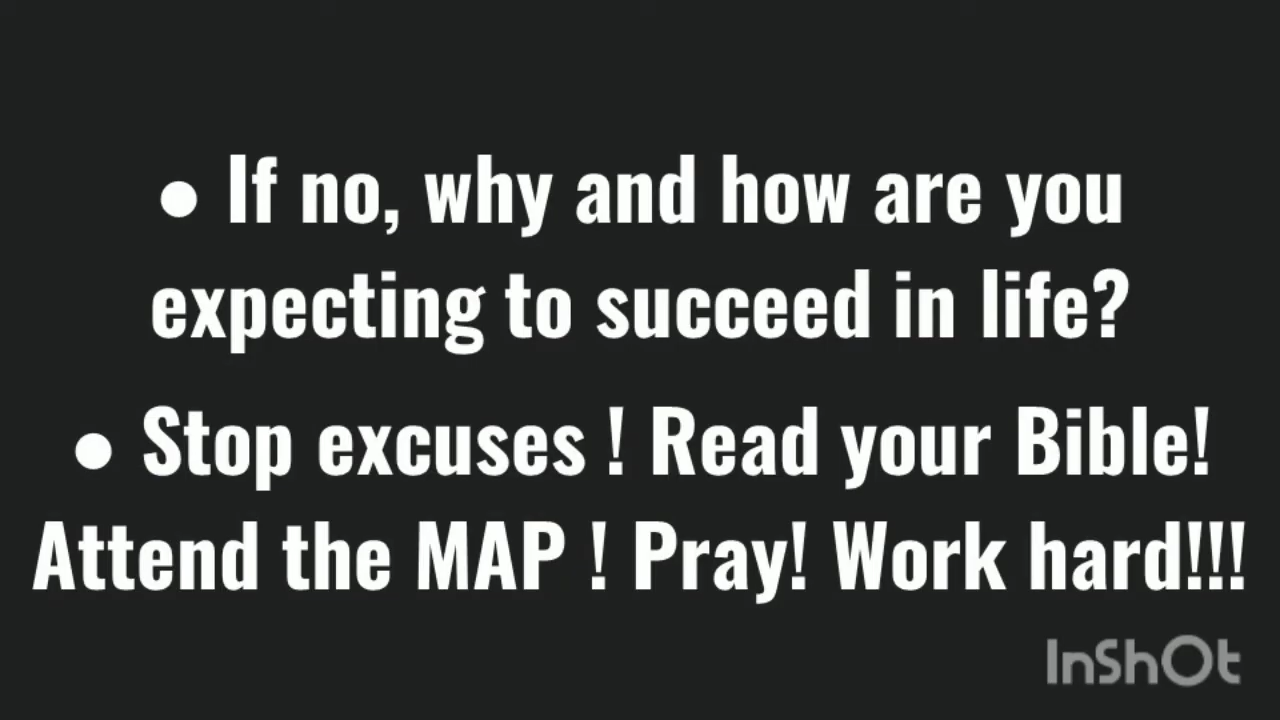 ● If no, why and how are you
expecting to succeed in life?
● Stop excuses ! Read your Bible!
Attend the MAP ! Pray! Work hard!!!
InShOt